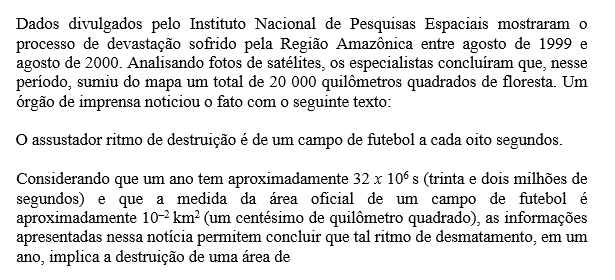 Dados divulgados pelo Instituto Nacional de Pesquisas Espaciais mostraram o
processo de devastação sofrido pela Região Amazônica entre agosto de 1999 e
agosto de 2000. Analisando fotos de satélites, os especialistas concluíram que, nesse
período, sumiu do mapa um total de 20 000 quilômetros quadrados de floresta. Um
órgão de imprensa noticiou o fato com o seguinte texto:
O assustador ritmo de destruição é de um campo de futebol a cada oito segundos.
Considerando que um ano tem aproximadamente 32 x 10⁶ s (trinta e dois milhões de
segundos) e que a medida da área oficial de um campo de futebol é
aproximadamente 10⁻² km² (um centésimo de quilômetro quadrado), as informações
apresentadas nessa notícia permitem concluir que tal ritmo de desmatamento, em um
ano, implica a destruição de uma área de